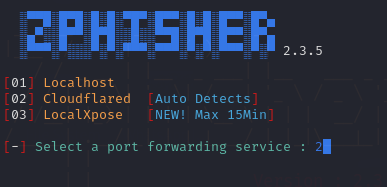 ZPHISHER 2.3.5
[01] Localhost
[02] Cloudflared [Auto Detects]
[03] LocalXpose [NEW! Max 15Min]
[-] Select a port forwarding service : 2